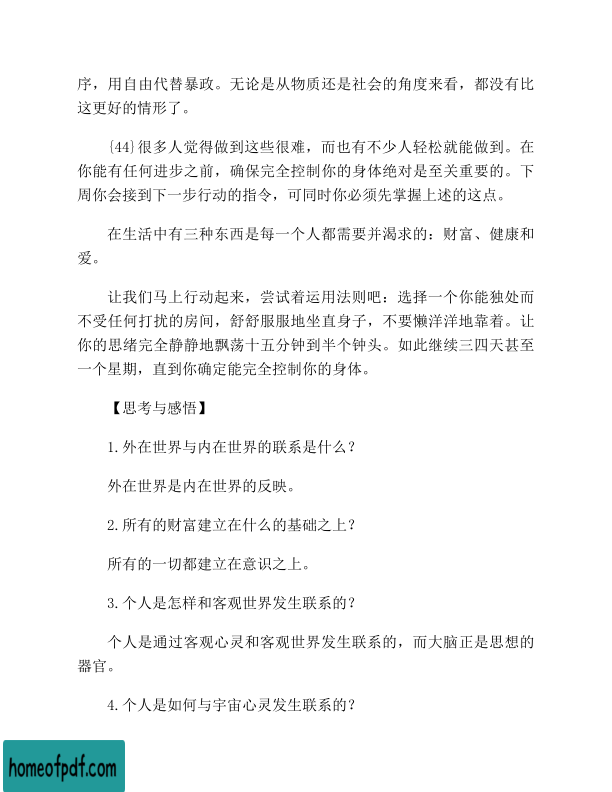 序，用自由代替暴政。无论是从物质还是社会的角度来看，都没有比
这更好的情形了。
{44}很多人觉得做到这些很难，而也有不少人轻松就能做到。在
你能有任何进步之前，确保完全控制你的身体绝对是至关重要的。下
周你会接到下一步行动的指令，可同时你必须先掌握上述的这点。
在生活中有三种东西是每一个人都需要并渴求的：财富、健康和
爱。
让我们马上行动起来，尝试着运用法则吧：选择一个你能独处而
不受任何打扰的房间，舒舒服服地坐直身子，不要懒洋洋地靠着。让
你的思绪完全静静地飘荡十五分钟到半个钟头。如此继续三四天甚至
一个星期，直到你确定能完全控制你的身体。
【思考与感悟】
1.外在世界与内在世界的联系是什么？
外在世界是内在世界的反映。
2.所有的财富建立在什么的基础之上？
所有的一切都建立在意识之上。
3.个人是怎样和客观世界发生联系的？
个人是通过客观心灵和客观世界发生联系的，而大脑正是思想的
器官。
4.个人是如何与宇宙心灵发生联系的？
homeofpdf.com